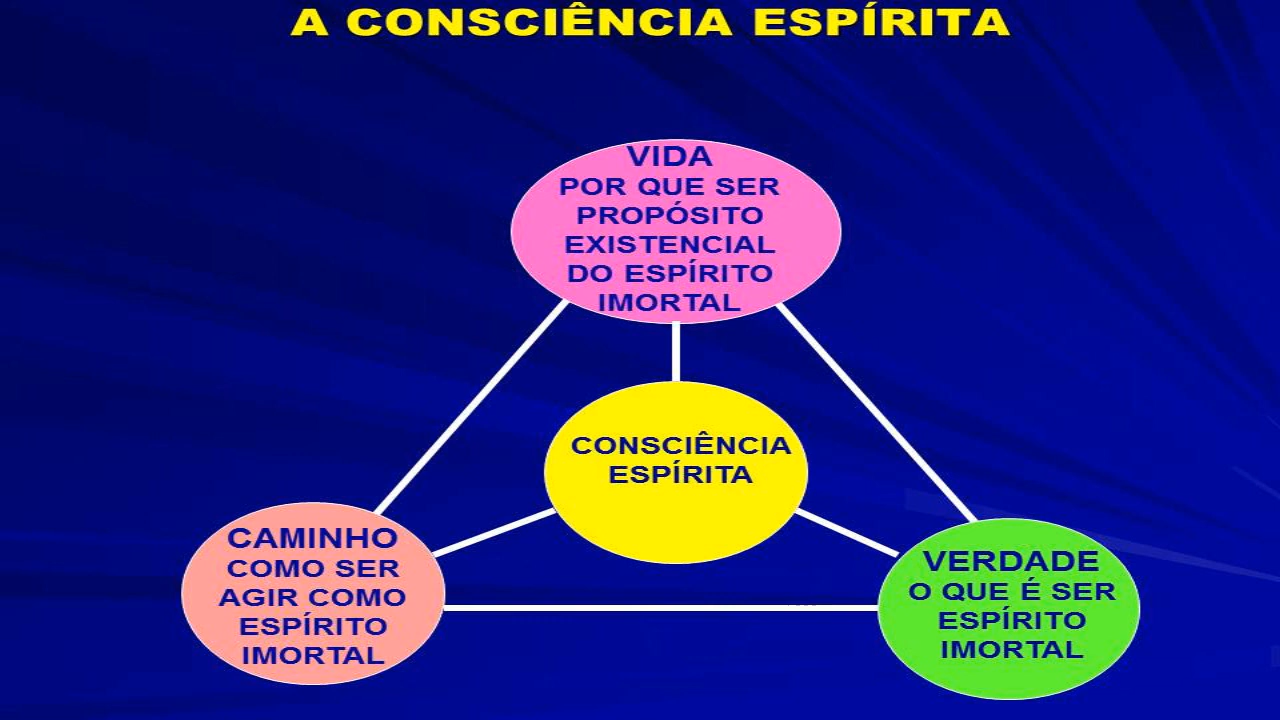 A CONSCIÊNCIA ESPÍRITA
VIDA
POR QUE SER
PROPÓSITO
EXISTENCIAL
DO ESPÍRITO
IMORTAL
CONSCIÊNCIA
ESPÍRITA
CAMINHO
COMO SER
AGIR COMO
ESPÍRITO
IMORTAL
VERDADE
O QUE É SER
ESPÍRITO
IMORTAL